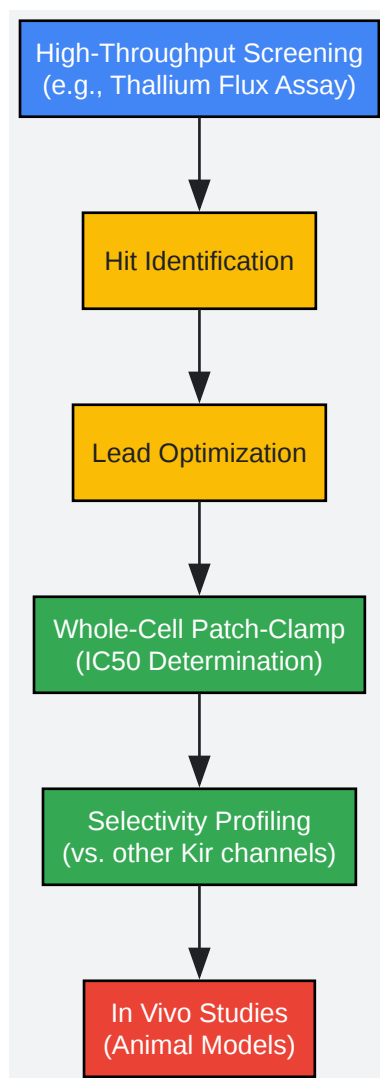 High-Throughput Screening
(e.g., Thallium Flux Assay)
Hit Identification
Lead Optimization
Whole-Cell Patch-Clamp
(IC50 Determination)
Selectivity Profiling
(vs. other Kir channels)
In Vivo Studies
(Animal Models)